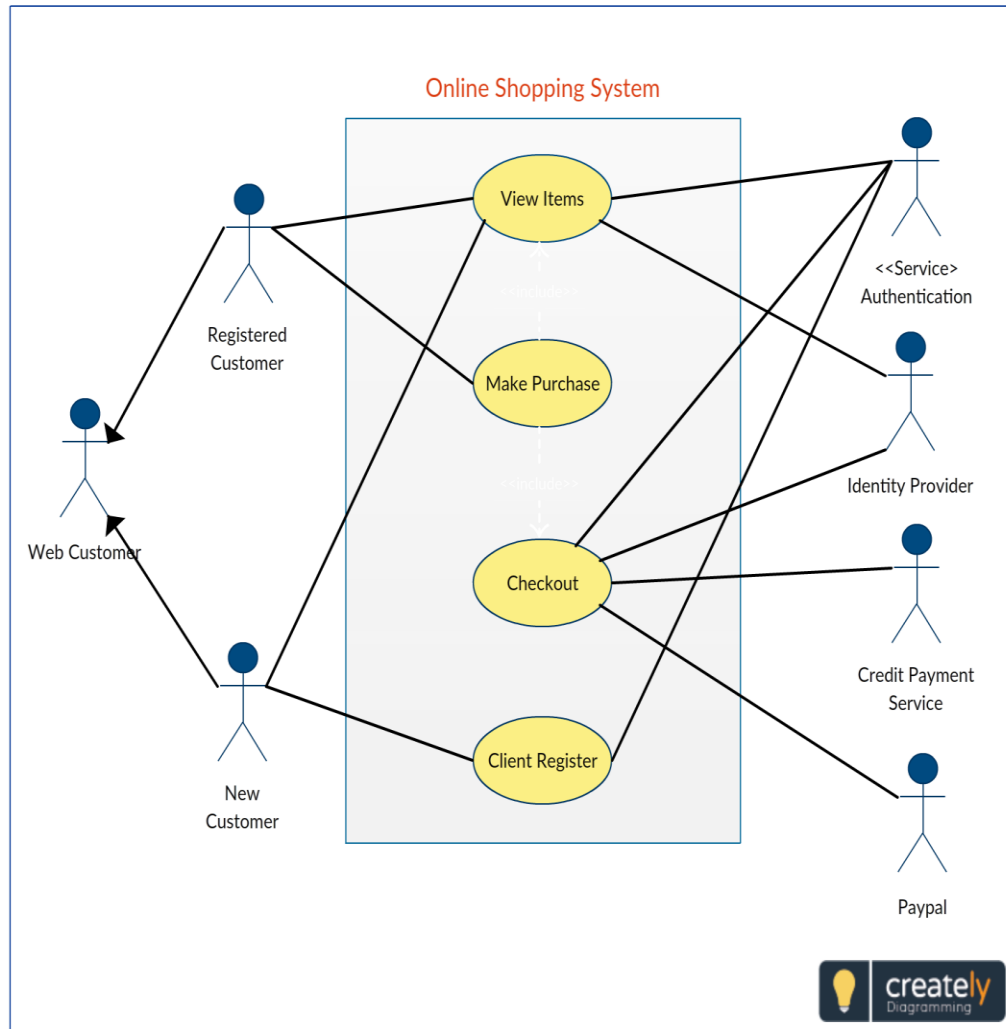 Online Shopping System
View Items
<<Service>
Authentication
Registered
Customer
<<include>>
Make Purchase
Identity Provider
<<include>>
Web Customer
Checkout
Credit Payment
Service
Client Register
New
Customer
Paypal
creately
Diagramming